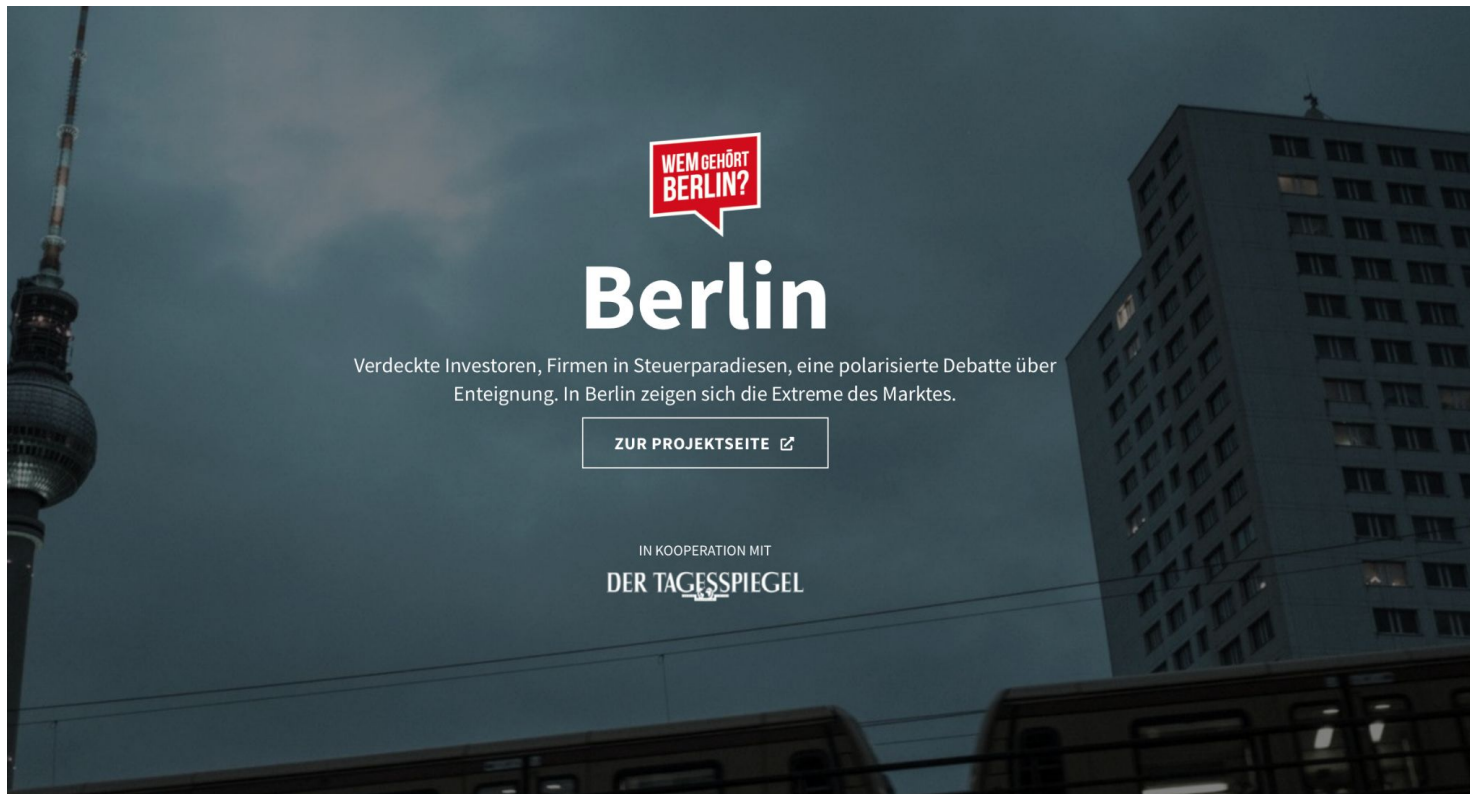 WEM GEHÖRT
BERLIN?
Berlin
Verdeckte Investoren, Firmen in Steuerparadiesen, eine polarisierte Debatte über
Enteignung. In Berlin zeigen sich die Extreme des Marktes.
ZUR PROJEKTSEITE
IN KOOPERATION MIT
DER TAGESSPIEGEL